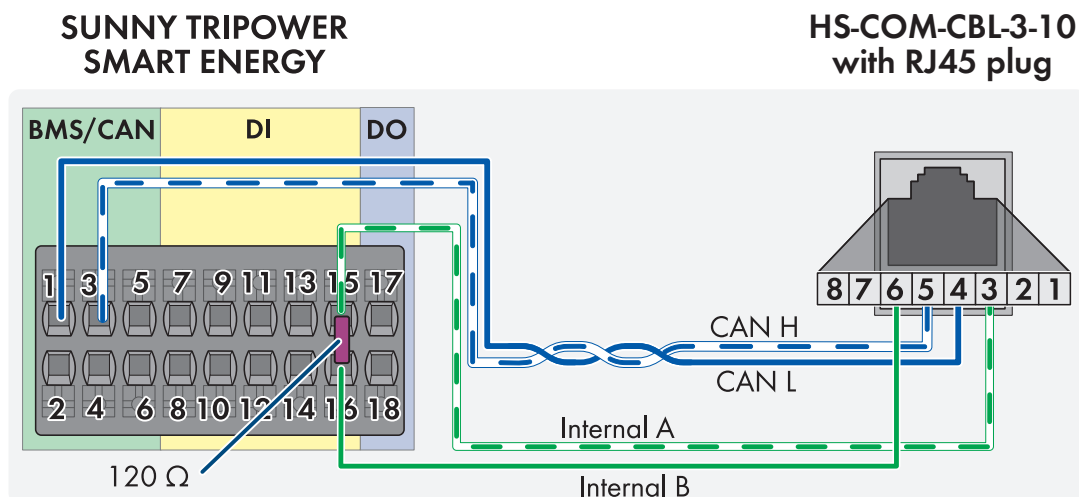 SUNNY TRIPOWER
SMART ENERGY
HS-COM-CBL-3-10
with RJ45 plug
BMS/CAN DI DO
1 3 5 7 9 11 13 15 17
8 7 6 5 4 3 2 1
CAN H
CAN L
2 4 6 8 10 12 14 16 18
Internal A
120 Ω
Internal B